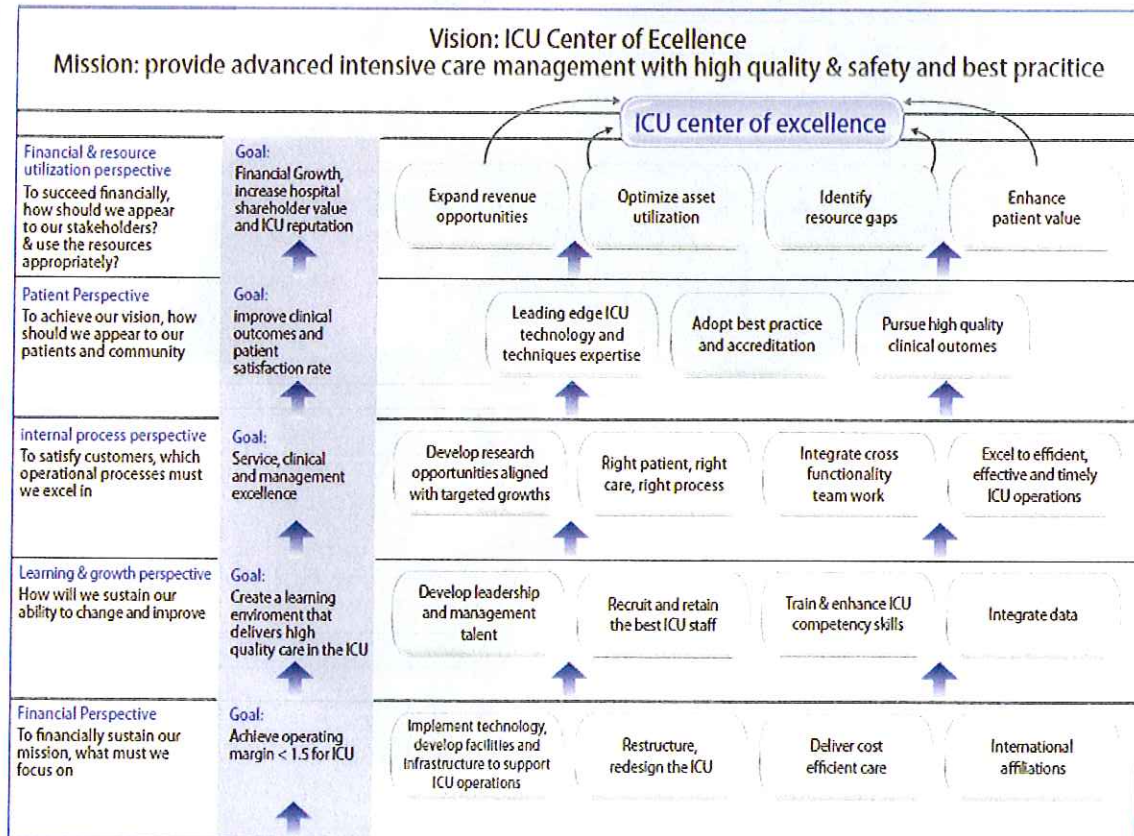 Vision: ICU Center of Ecellence
Mission: provide advanced intensive care management with high quality & safety and best pracitice
ICU center of excellence
Financial & resource
utilization perspective
To succeed financially,
how should we appear
to our stakeholders?
& use the resources
appropriately?
Goal:
Financial Growth,
increase hospital
shareholder value
and ICU reputation
Expand revenue
opportunities
Optimize asset
utilization
Identify
resource gaps
Enhance
patient value
Patient Perspective
To achieve our vision, how
should we appear to our
patients and community
Goal:
improve clinical
outcomes and
patient
satisfaction rate
Leading edge ICU
technology and
techniques expertise
Adopt best practice
and accreditation
Pursue high quality
clinical outcomes
internal process perspective
To satisfy customers, which
operational processes must
we excel in
Goal:
Service, clinical
and management
excellence
Develop research
opportunities aligned
with targeted growths
Right patient, right
care, right process
Integrate cross
functionality
team work
Excel to efficient,
effective and timely
ICU operations
Learning & growth perspective
How will we sustain our
ability to change and improve
Goal:
Create a learning
enviroment that
delivers high
quality care in the ICU
Develop leadership
and management
talent
Recruit and retain
the best ICU staff
Train & enhance ICU
competency skills
Integrate data
Financial Perspective
To financially sustain our
mission, what must we
focus on
Goal:
Achieve operating
margin < 1.5 for ICU
Implement technology,
develop facilities and
infrastructure to support
ICU operations
Restructure,
redesign the ICU
Deliver cost
efficient care
International
affiliations